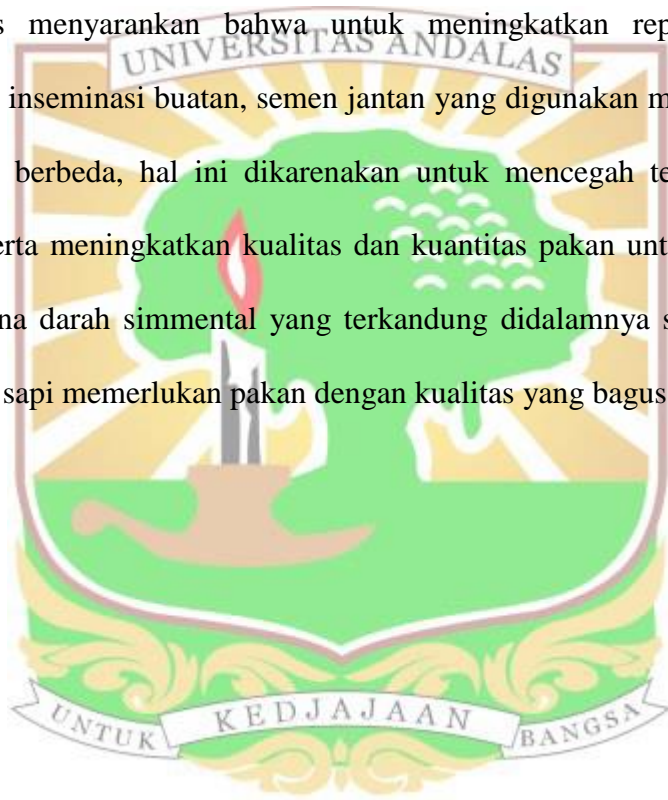 s menyarankan bahwa untuk meningkatkan rep
UNIVERSITAS ANDALAS
inseminasi buatan, semen jantan yang digunakan m
berbeda, hal ini dikarenakan untuk mencegah te
erta meningkatkan kualitas dan kuantitas pakan unt
na darah simmental yang terkandung didalamnya s
sapi memerlukan pakan dengan kualitas yang bagus
UNTUK KEDJAJAAN BANGSA